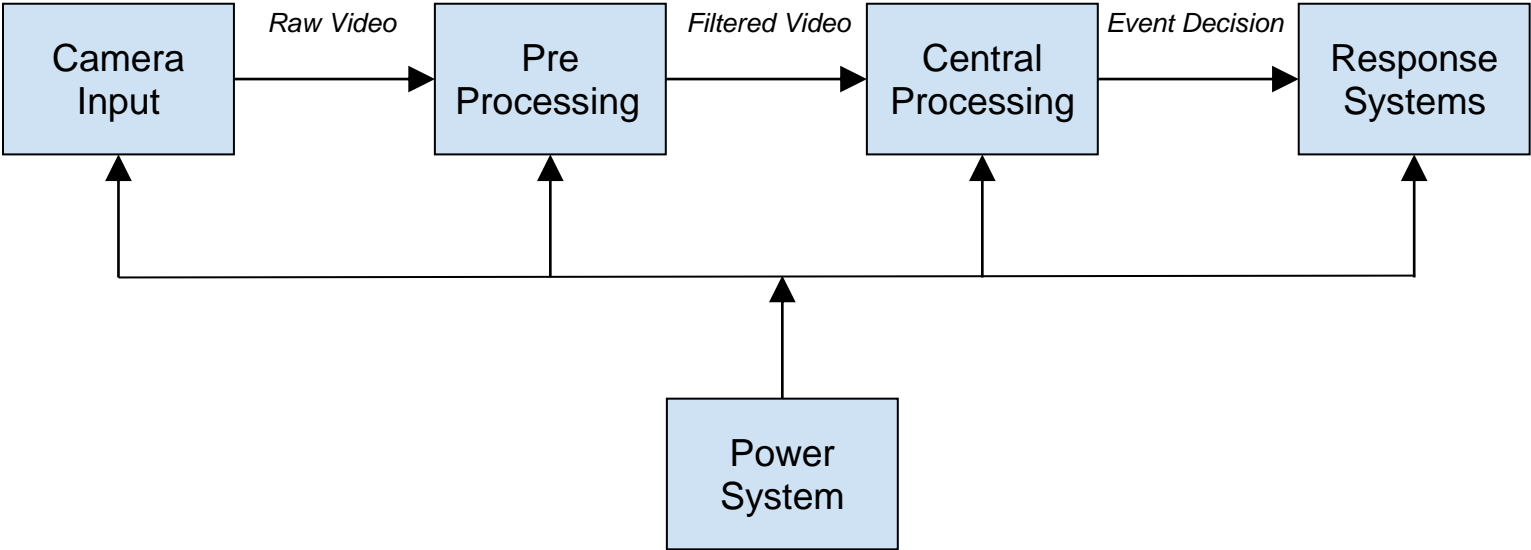 Raw Video
Filtered Video
Event Decision
Camera
Input
Pre
Processing
Central
Processing
Response
Systems
Power
System